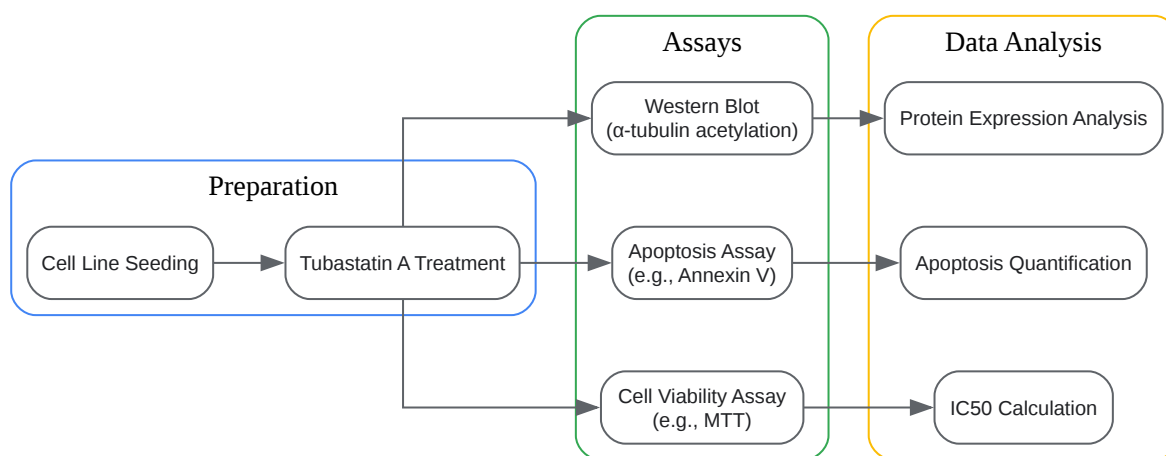 Preparation
Cell Line Seeding
Tubastatin A Treatment
Assays
Western Blot
(α-tubulin acetylation)
Apoptosis Assay
(e.g., Annexin V)
Cell Viability Assay
(e.g., MTT)
Data Analysis
Protein Expression Analysis
Apoptosis Quantification
IC50 Calculation